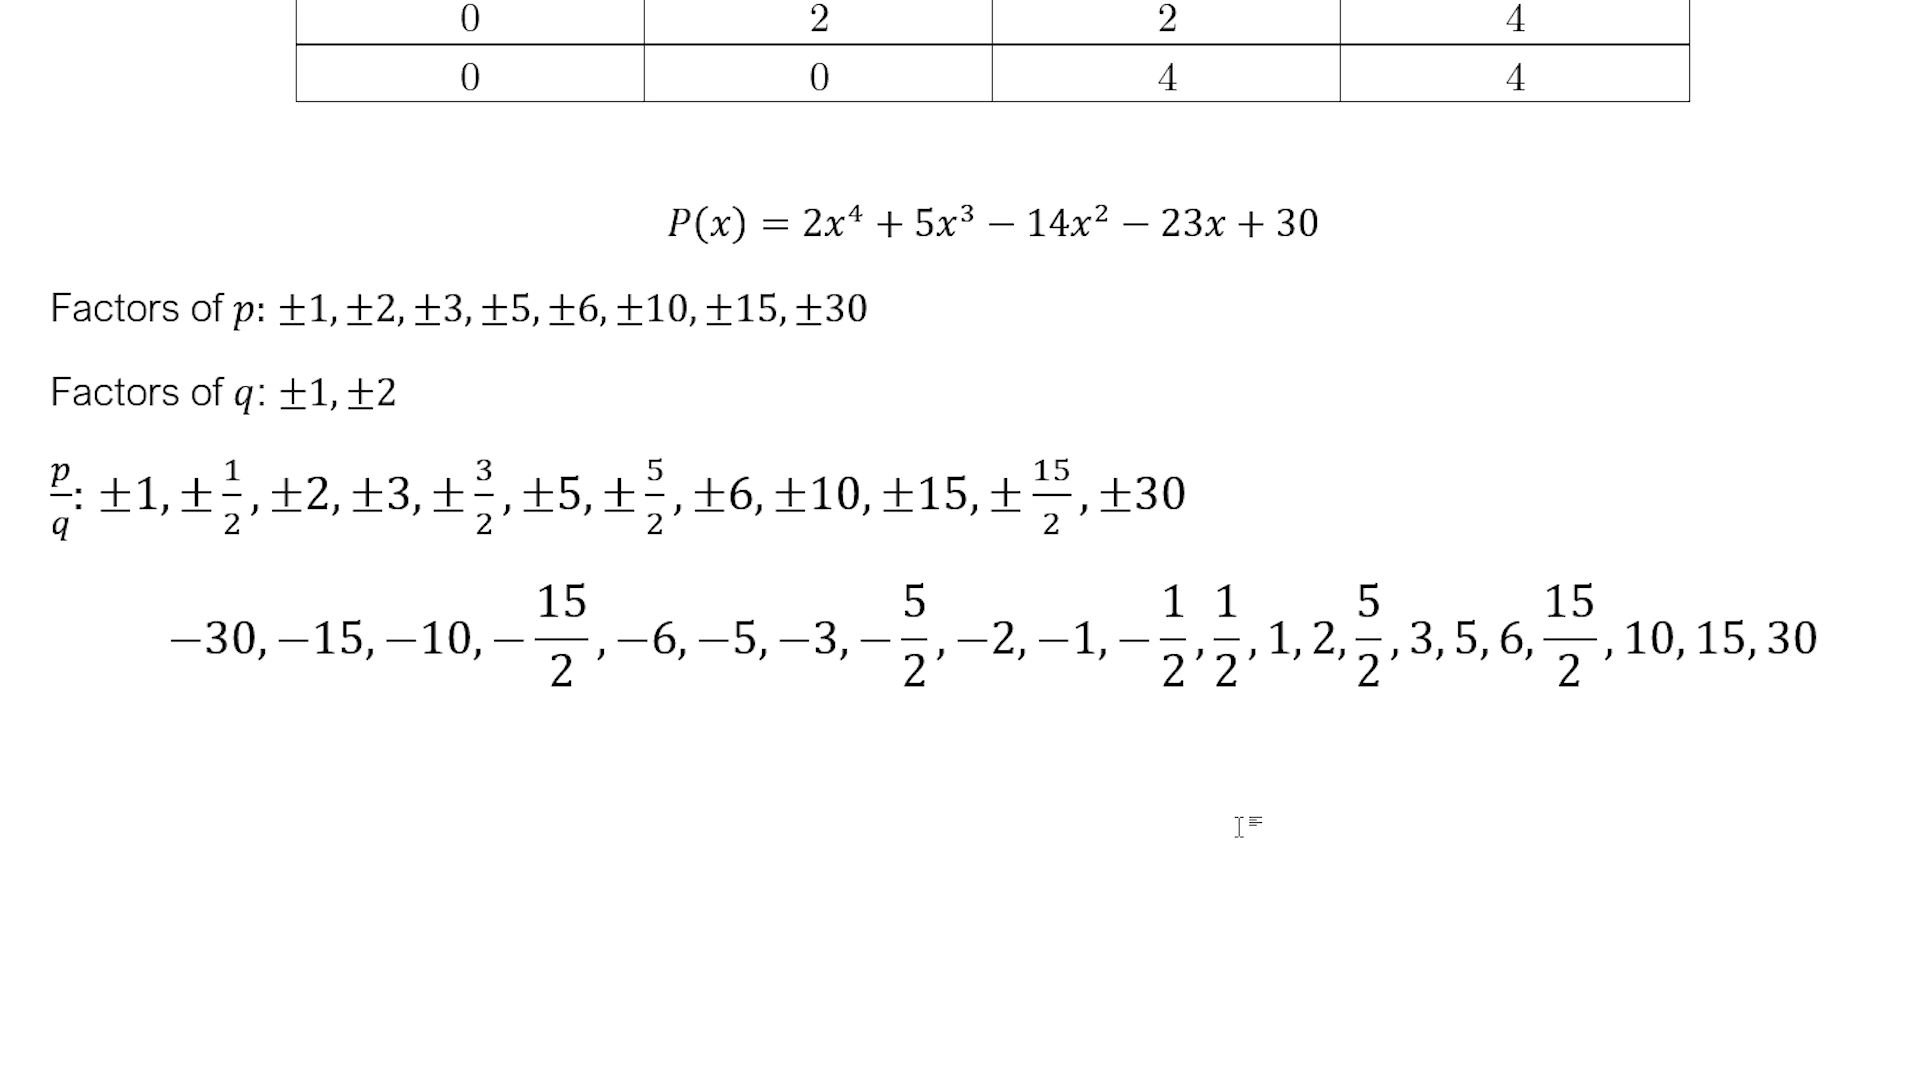 0 2 2 4
0 0 4 4
P(x) = 2x⁴ + 5x³ − 14x² − 23x + 30
Factors of p: ±1, ±2, ±3, ±5, ±6, ±10, ±15, ±30
Factors of q: ±1, ±2
p/q: ±1, ±1/2, ±2, ±3, ±3/2, ±5, ±5/2, ±6, ±10, ±15, ±15/2, ±30
−30, −15, −10, −15/2, −6, −5, −3, −5/2, −2, −1, −1/2, 1/2, 1, 2, 5/2, 3, 5, 6, 15/2, 10, 15, 30